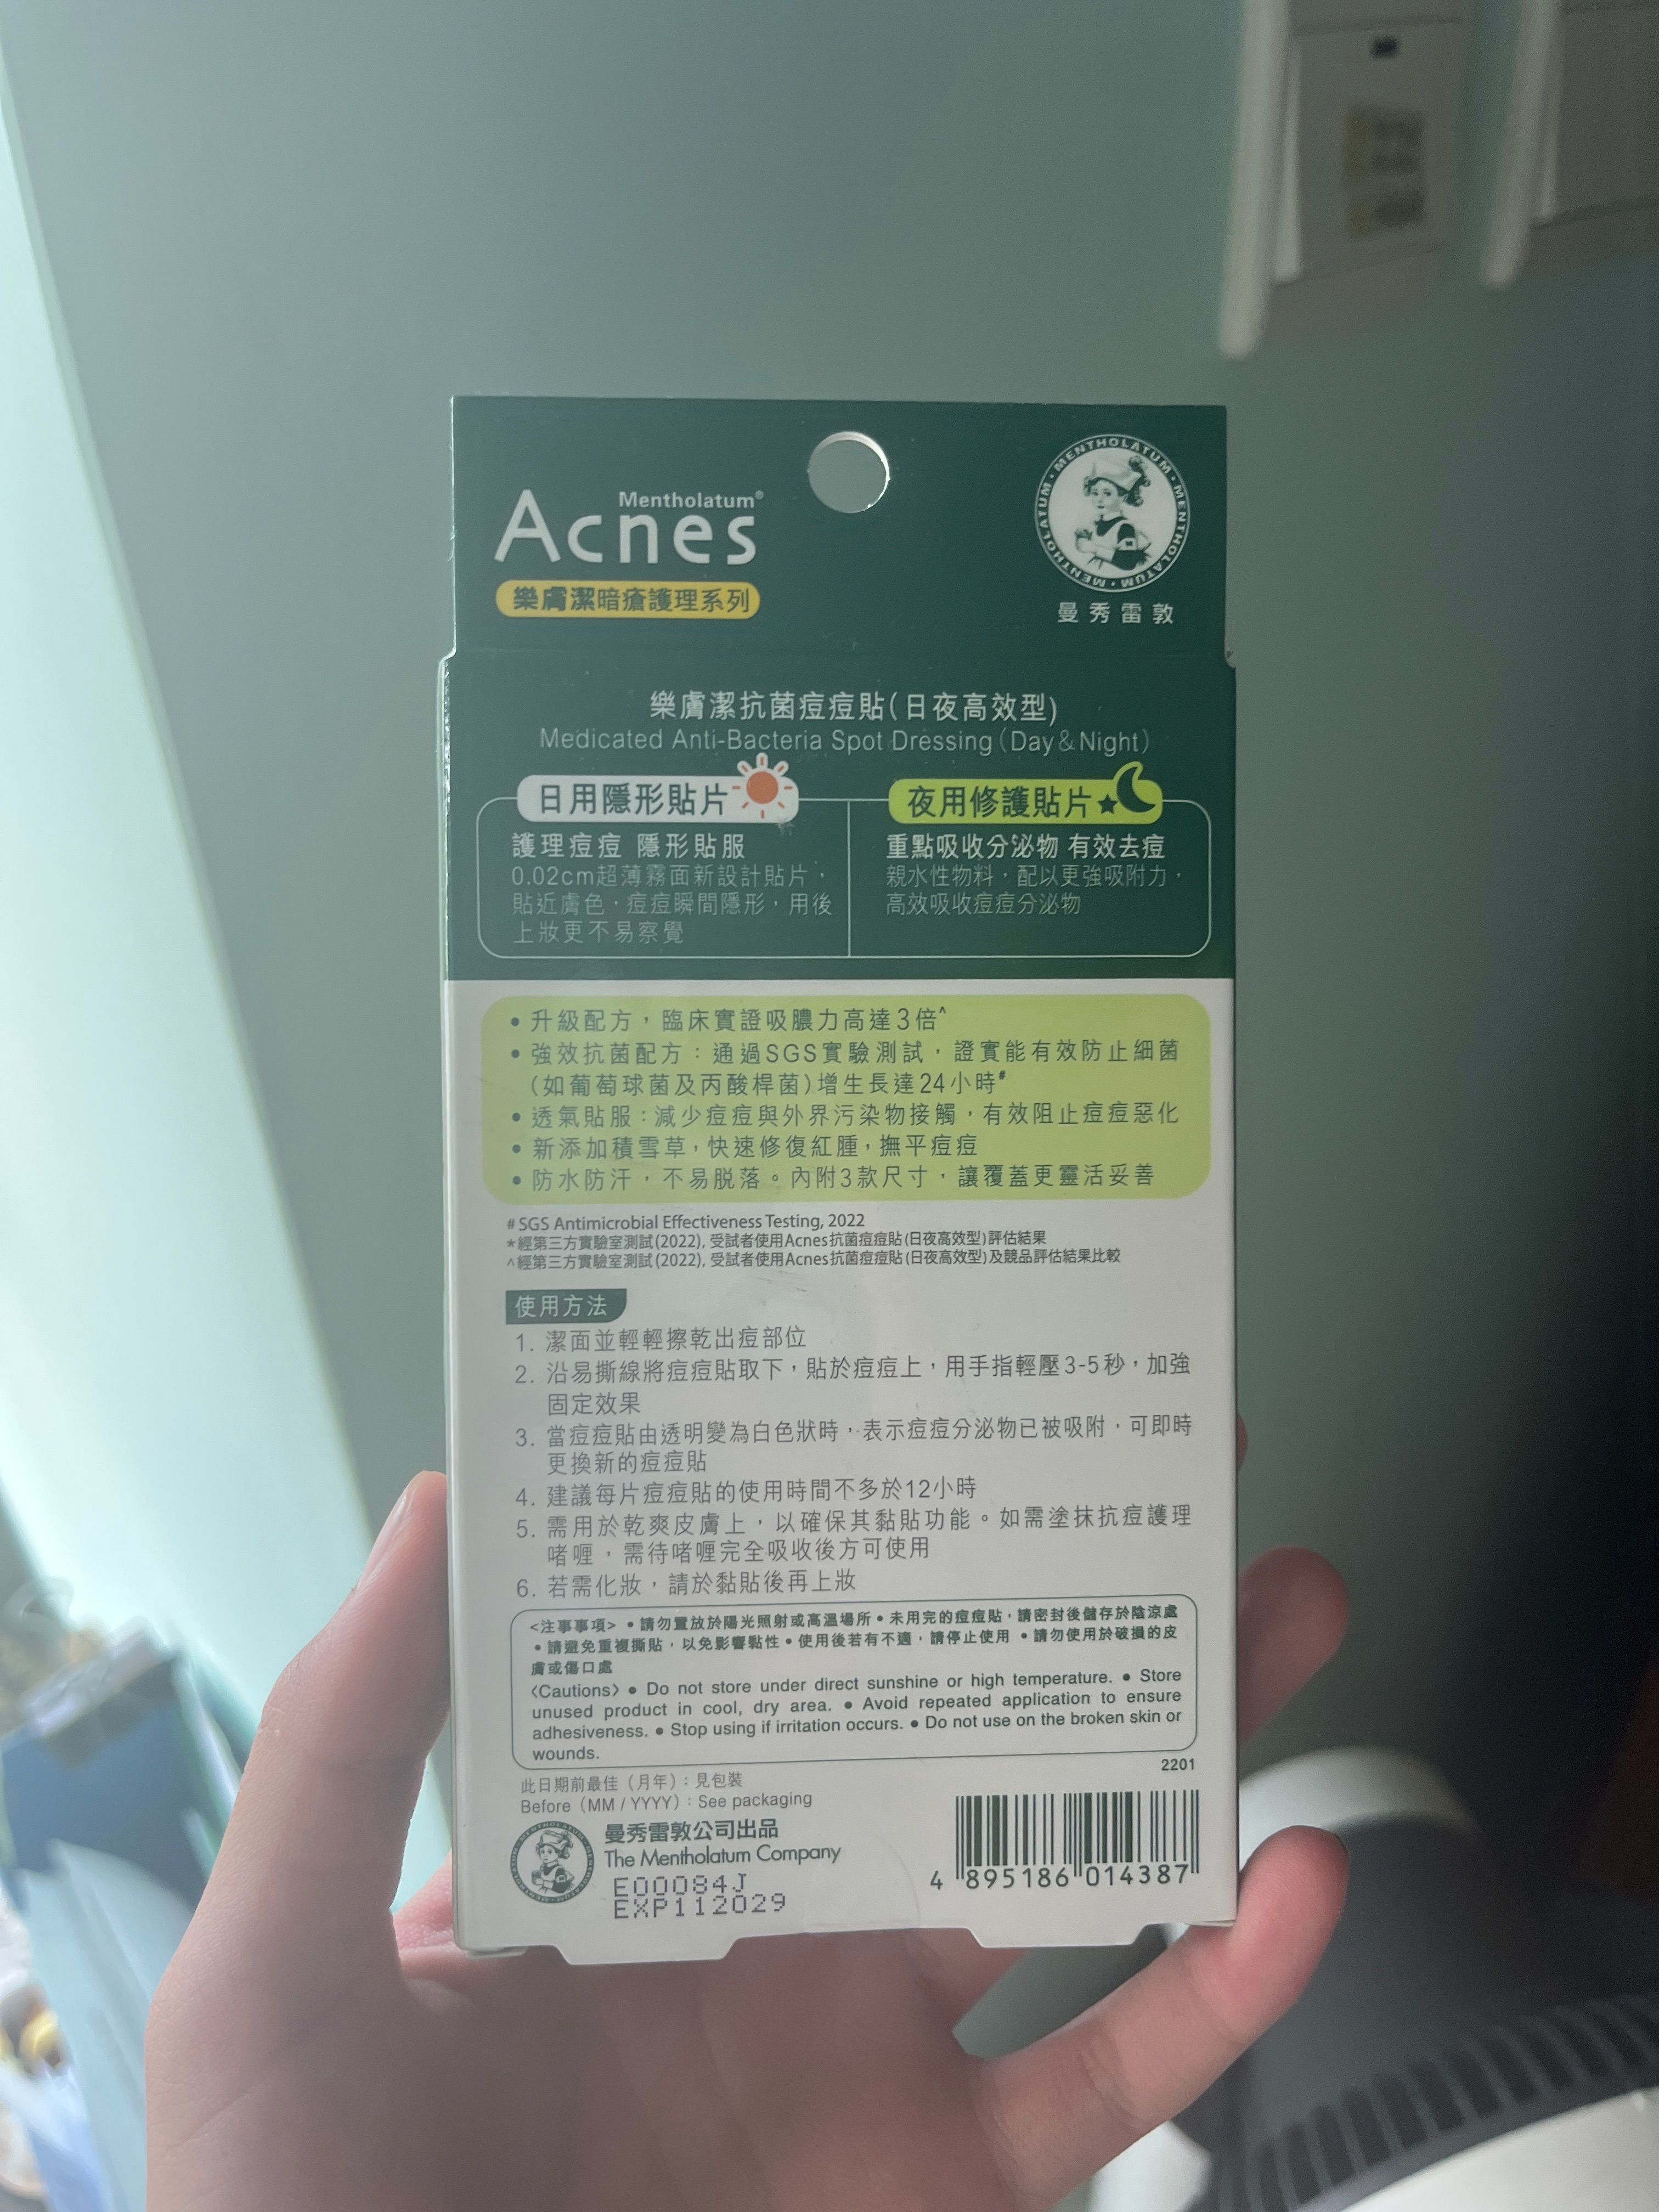 Mentholatum®
Acnes
樂膚潔暗瘡護理系列
MENTHOLATUM • MENTHOLATUM • MENTHOLATUM • MENTHOLATUM
曼秀雷敦
樂膚潔抗菌痘痘貼(日夜高效型)
Medicated Anti-Bacteria Spot Dressing (Day & Night)
日用隱形貼片
護理痘痘 隱形貼服
0.02cm超薄霧面新設計貼片，
貼近膚色，痘痘瞬間隱形，用後
上妝更不易察覺
夜用修護貼片
重點吸收分泌物 有效去痘
親水性物料，配以更強吸附力，
高效吸收痘痘分泌物
• 升級配方，臨床實證吸膿力高達3倍^
• 強效抗菌配方：通過SGS實驗測試，證實能有效防止細菌
(如葡萄球菌及丙酸桿菌)增生長達24小時#
• 透氣貼服：減少痘痘與外界污染物接觸，有效阻止痘痘惡化
• 新添加積雪草，快速修復紅腫，撫平痘痘
• 防水防汗，不易脫落。內附3款尺寸，讓覆蓋更靈活妥善
# SGS Antimicrobial Effectiveness Testing, 2022
*經第三方實驗室測試(2022), 受試者使用Acnes抗菌痘痘貼(日夜高效型)評估結果
^經第三方實驗室測試(2022), 受試者使用Acnes抗菌痘痘貼(日夜高效型)及競品評估結果比較
使用方法
1. 潔面並輕輕擦乾出痘部位
2. 沿易撕線將痘痘貼取下，貼於痘痘上，用手指輕壓3-5秒，加強
固定效果
3. 當痘痘貼由透明變為白色狀時，表示痘痘分泌物已被吸附，可即時
更換新的痘痘貼
4. 建議每片痘痘貼的使用時間不多於12小時
5. 需用於乾爽皮膚上，以確保其黏貼功能。如需塗抹抗痘護理
啫喱，需待啫喱完全吸收後方可使用
6. 若需化妝，請於黏貼後再上妝
<注事事項> • 請勿置放於陽光照射或高溫場所 • 未用完的痘痘貼，請密封後儲存於陰涼處
• 請避免重複撕貼，以免影響黏性 • 使用後若有不適，請停止使用 • 請勿使用於破損的皮
膚或傷口處
<Cautions> • Do not store under direct sunshine or high temperature. • Store
unused product in cool, dry area. • Avoid repeated application to ensure
adhesiveness. • Stop using if irritation occurs. • Do not use on the broken skin or
wounds.
2201
此日期前最佳（月年）：見包裝
Before（MM / YYYY）: See packaging
曼秀雷敦公司出品
The Mentholatum Company
E00084J
EXP112029
4 895186 014387